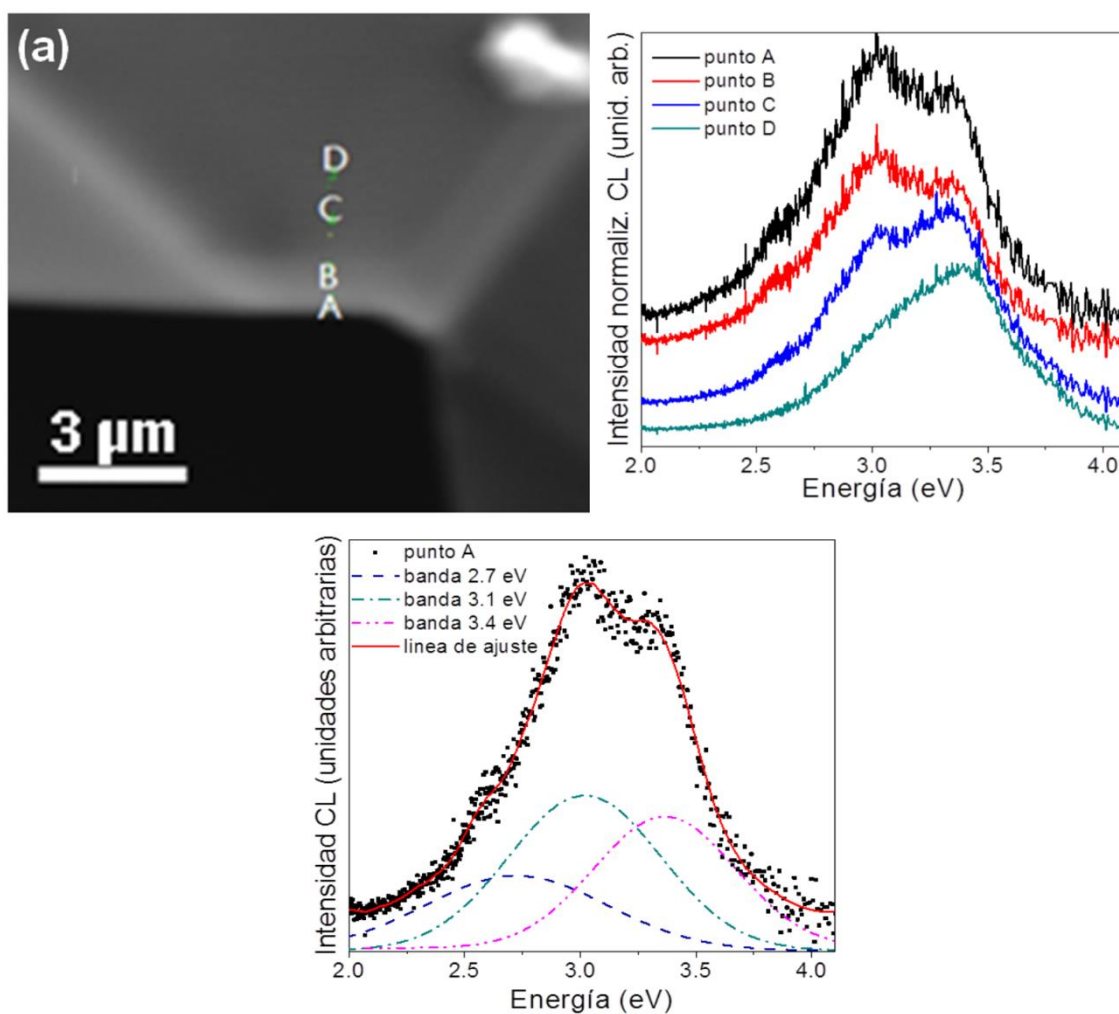 (a)
D
C
B
A
3 µm
Intensidad normaliz. CL (unid. arb.)
punto A
punto B
punto C
punto D
2.0 2.5 3.0 3.5 4.0
Energía (eV)
Intensidad CL (unidades arbitrarias)
punto A
banda 2.7 eV
banda 3.1 eV
banda 3.4 eV
linea de ajuste
2.0 2.5 3.0 3.5 4.0
Energía (eV)